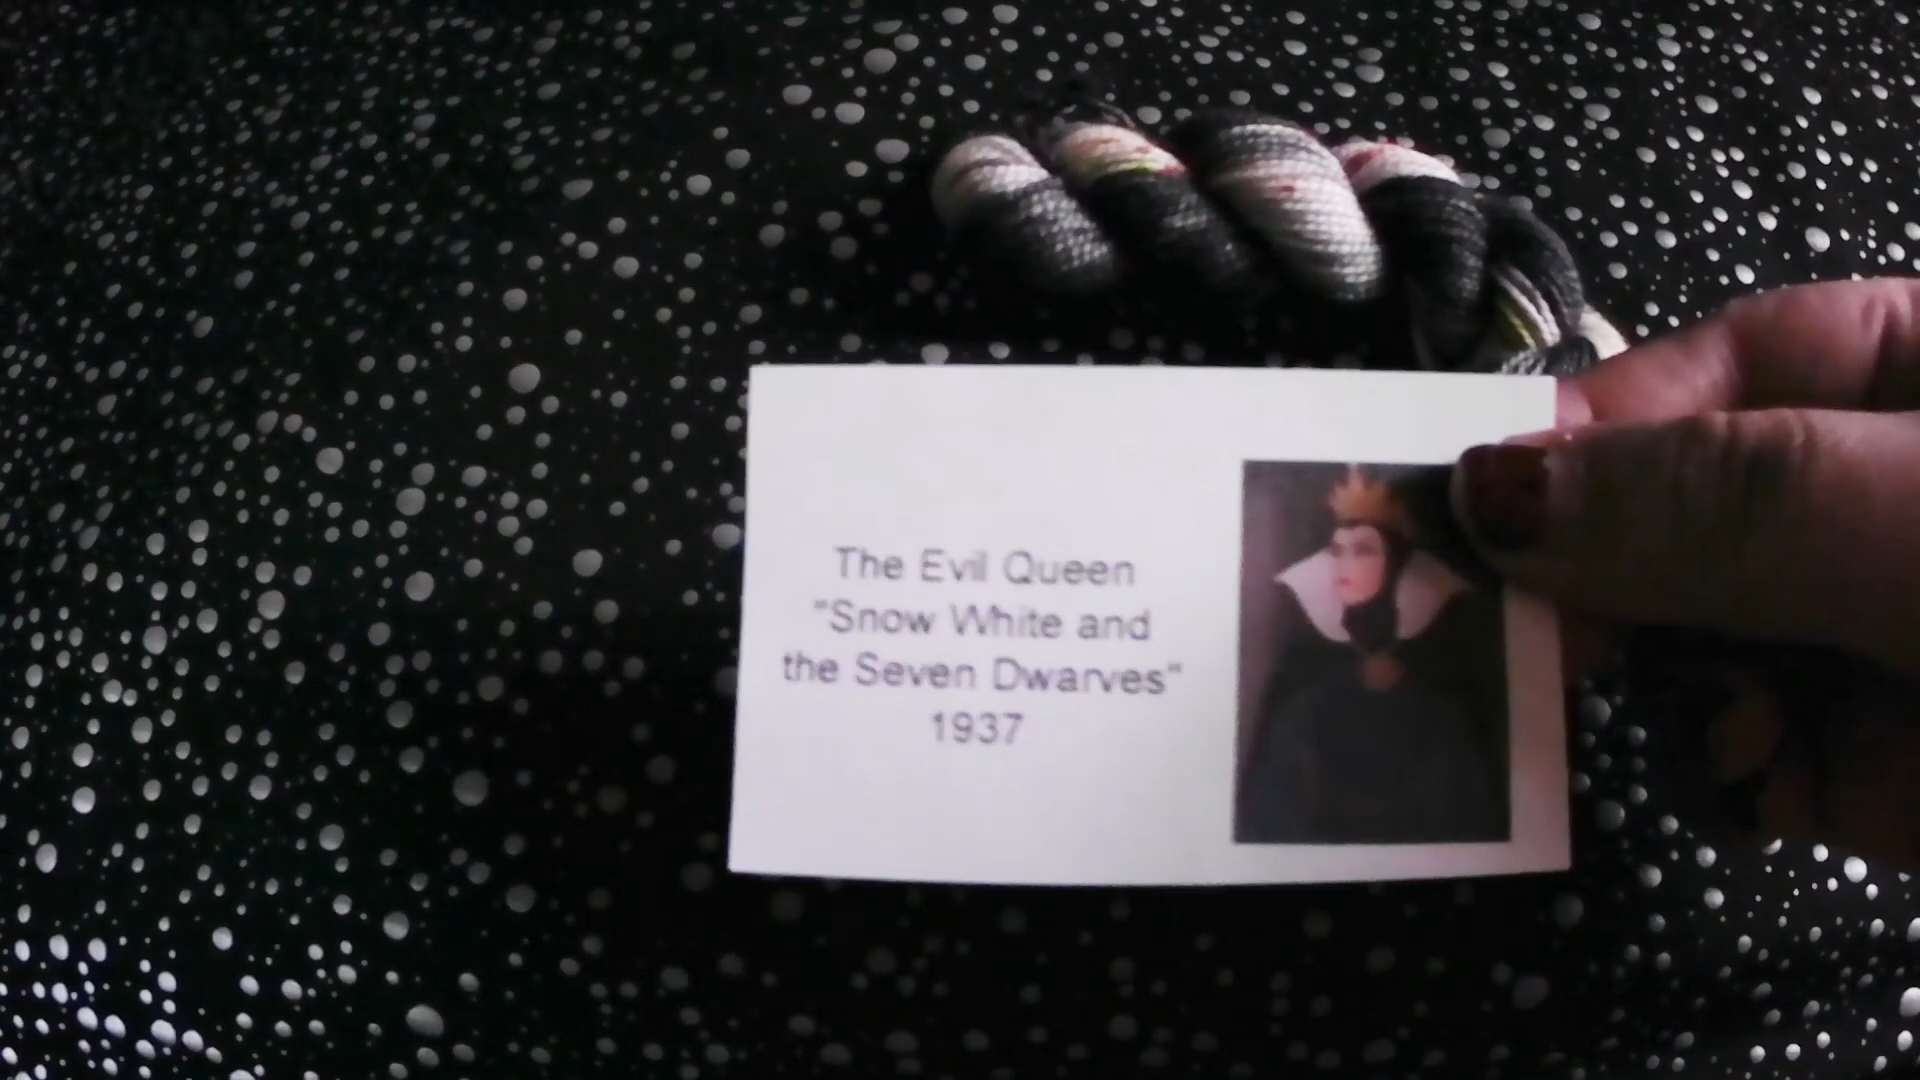 The Evil Queen
"Snow White and
the Seven Dwarves"
1937